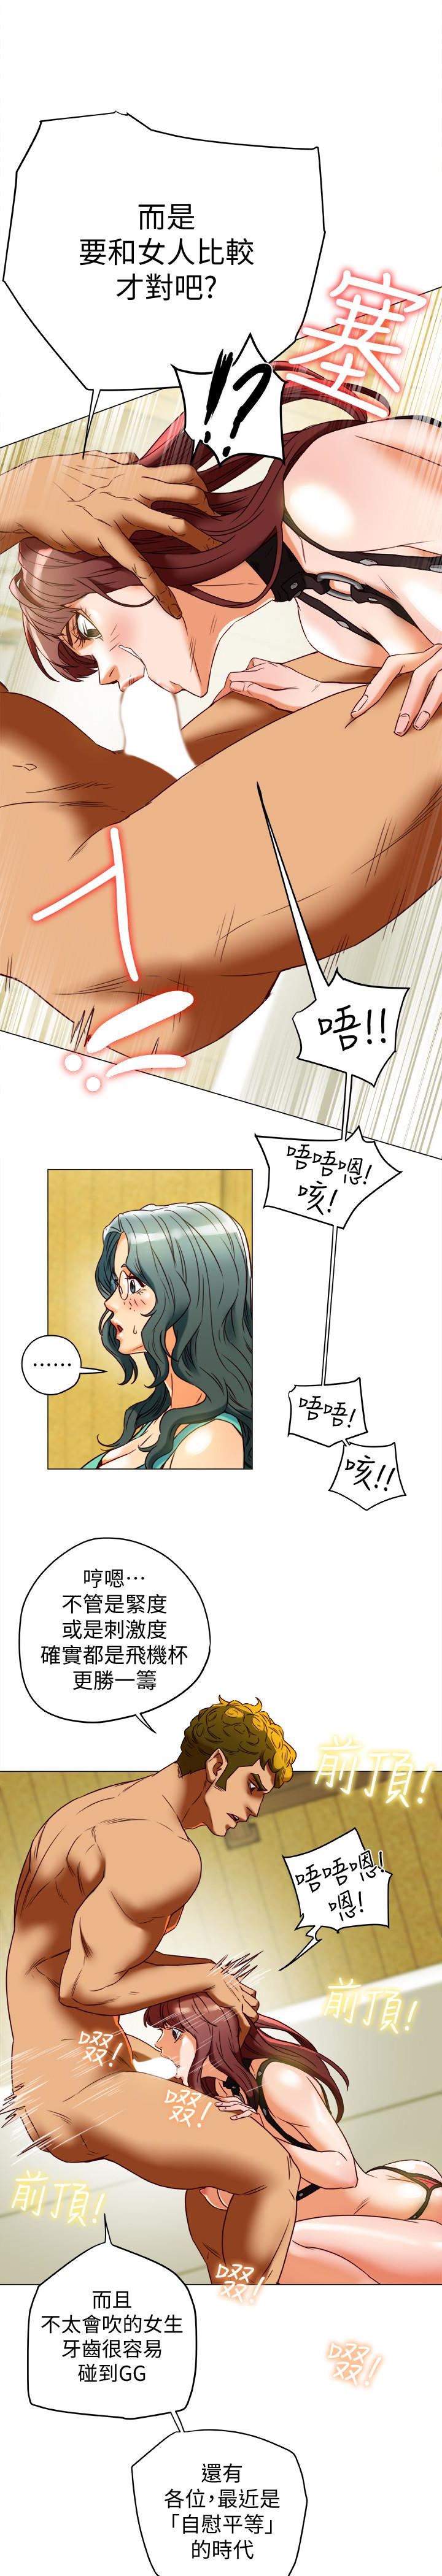 而是
要和女人比較
才對吧?
塞
!?
唔!!
唔唔嗯!
咳!
......
唔唔!
咳!!
哼嗯…
不管是緊度
或是刺激度
確實都是飛機杯
更勝一籌
前頂!
唔唔嗯!
嗯!
前頂!
啜
啜!
啜
啜!
前頂!
啜
啜!
而且
不太會吹的女生
牙齒很容易
碰到GG
啜
啜!
還有
各位,最近是
「自慰平等」
的時代